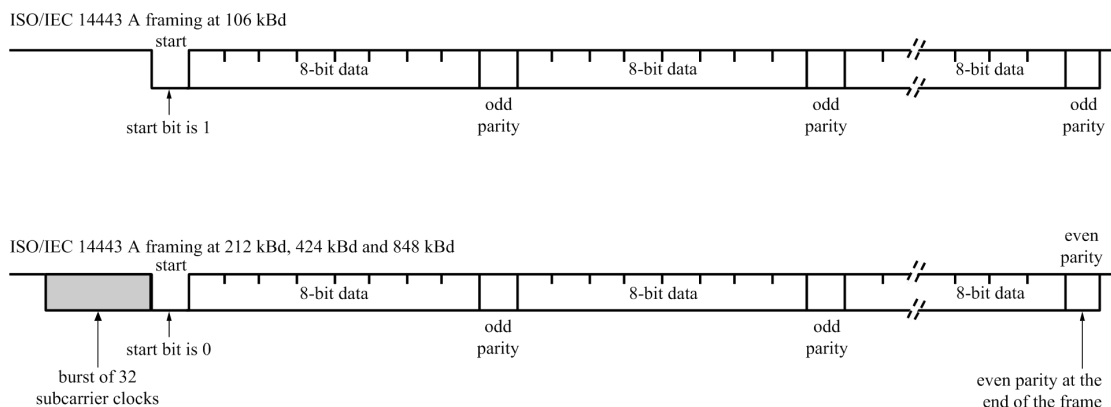 ISO/IEC 14443 A framing at 106 kBd
start
8-bit data
8-bit data
8-bit data
odd
parity
odd
parity
odd
parity
start bit is 1
ISO/IEC 14443 A framing at 212 kBd, 424 kBd and 848 kBd
even
parity
start
8-bit data
8-bit data
8-bit data
odd
parity
odd
parity
start bit is 0
burst of 32
subcarrier clocks
even parity at the
end of the frame